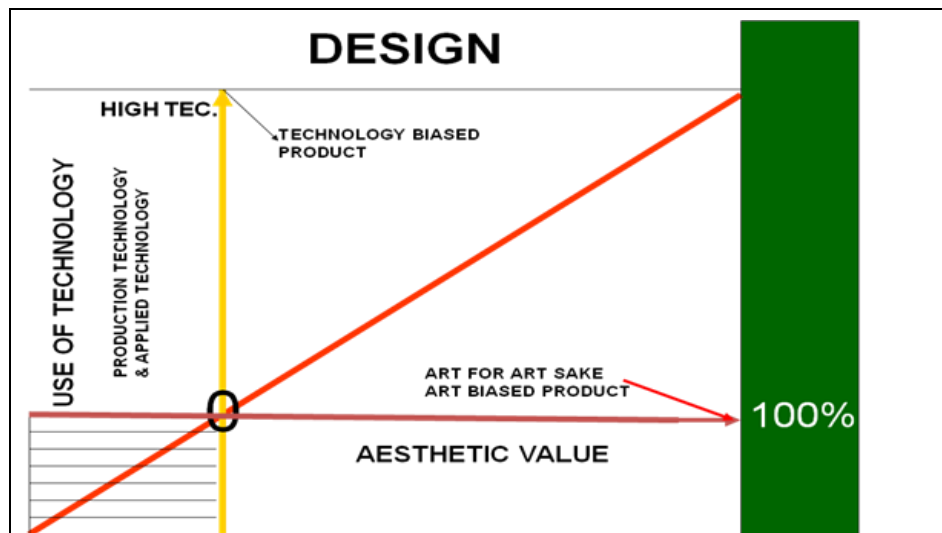 DESIGN
HIGH TEC.
TECHNOLOGY BIASED
PRODUCT
USE OF TECHNOLOGY
PRODUCTION TECHNOLOGY
& APPLIED TECHNOLOGY
ART FOR ART SAKE
ART BIASED PRODUCT
0
100%
AESTHETIC VALUE